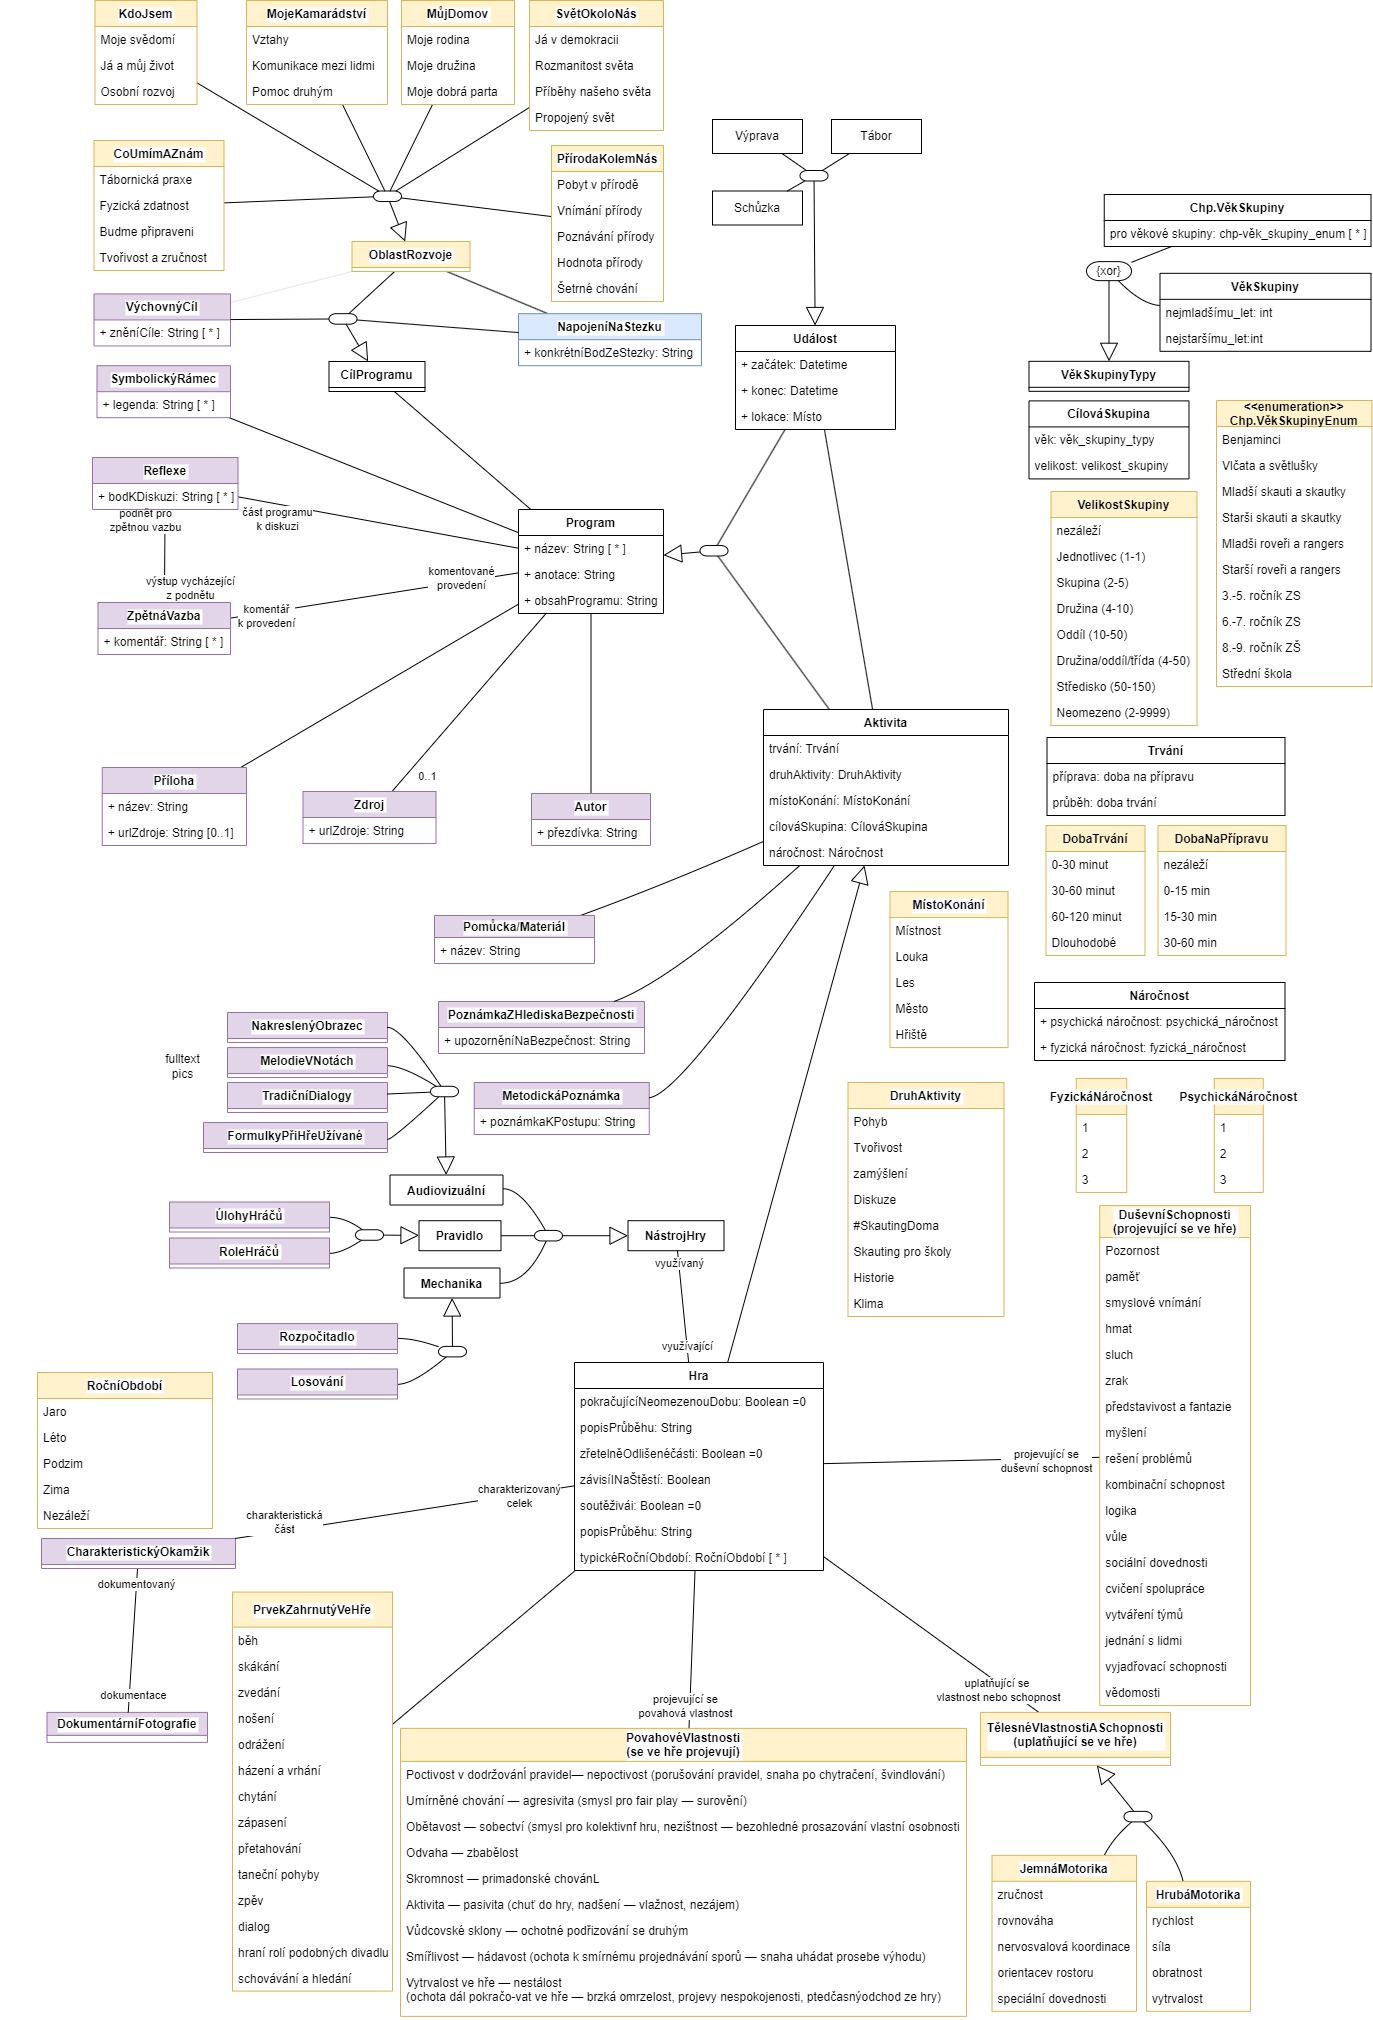 KdoJsem
Moje svědomí
Já a můj život
Osobní rozvoj
MojeKamarádství
Vztahy
Komunikace mezi lidmi
Pomoc druhým
MůjDomov
Moje rodina
Moje družina
Moje dobrá parta
SvětOkoloNás
Já v demokracii
Rozmanitost světa
Příběhy našeho světa
Propojený svět
CoUmímAZnám
Tábornická praxe
Fyzická zdatnost
Budme připraveni
Tvořivost a zručnost
PřírodaKolemNás
Pobyt v přírodě
Vnímání přírody
Poznávání přírody
Hodnota přírody
Šetrné chování
OblastRozvoje
VýchovnýCíl
+ zněníCíle: String [ * ]
NapojeníNaStezku
+ konkrétníBodZeStezky: String
CílProgramu
SymbolickýRámec
+ legenda: String [ * ]
Reflexe
+ bodKDiskuzi: String [ * ]
podnět pro
zpětnou vazbu
část programu
k diskuzi
výstup vycházející
z podnětu
ZpětnáVazba
+ komentář: String [ * ]
komentář
k provedení
komentované
provedení
Program
+ název: String [ * ]
+ anotace: String
+ obsahProgramu: String
Výprava
Tábor
Schůzka
Událost
+ začátek: Datetime
+ konec: Datetime
+ lokace: Místo
Chp.VěkSkupiny
pro věkové skupiny: chp-věk_skupiny_enum [ * ]
{xor}
VěkSkupiny
nejmladšímu_let: int
nejstaršímu_let:int
VěkSkupinyTypy
CílováSkupina
věk: věk_skupiny_typy
velikost: velikost_skupiny
<<enumeration>>
Chp.VěkSkupinyEnum
Benjaminci
Vlčata a světlušky
Mladší skauti a skautky
Starši skauti a skautky
Mladši roveři a rangers
Starší roveři a rangers
3.-5. ročník ZS
6.-7. ročník ZS
8.-9. ročník ZŠ
Střední škola
VelikostSkupiny
nezáleží
Jednotlivec (1-1)
Skupina (2-5)
Družina (4-10)
Oddíl (10-50)
Družina/oddíl/třída (4-50)
Středisko (50-150)
Neomezeno (2-9999)
Příloha
+ název: String
+ urlZdroje: String [0..1]
0..1
Zdroj
+ urlZdroje: String
Autor
+ přezdívka: String
Aktivita
trvání: Trvání
druhAktivity: DruhAktivity
místoKonání: MístoKonání
cílováSkupina: CílováSkupina
náročnost: Náročnost
Trvání
příprava: doba na přípravu
průběh: doba trvání
DobaTrvání
0-30 minut
30-60 minut
60-120 minut
Dlouhodobé
DobaNaPřípravu
nezáleží
0-15 min
15-30 min
30-60 min
Pomůcka/Materiál
+ název: String
MístoKonání
Místnost
Louka
Les
Město
Hřiště
PoznámkaZHlediskaBezpečnosti
+ upozorněníNaBezpečnost: String
MetodickáPoznámka
+ poznámkaKPostupu: String
Náročnost
+ psychická náročnost: psychická_náročnost
+ fyzická náročnost: fyzická_náročnost
FyzickáNáročnost
1
2
3
PsychickáNáročnost
1
2
3
fulltext
pics
NakreslenýObrazec
MelodieVNotách
TradičníDialogy
FormulkyPřiHřeUžívané
DruhAktivity
Pohyb
Tvořivost
zamýšlení
Diskuze
#SkautingDoma
Skauting pro školy
Historie
Klima
Audiovizuální
ÚlohyHráčů
RoleHráčů
Pravidlo
Mechanika
NástrojHry
využívaný
využívající
Rozpočitadlo
Losování
DuševníSchopnosti
(projevující se ve hře)
Pozornost
paměť
smyslové vnímání
hmat
sluch
zrak
představivost a fantazie
myšlení
rešení problémů
kombinační schopnost
logika
vůle
sociální dovednosti
cvičení spolupráce
vytváření týmů
jednání s lidmi
vyjadřovací schopnosti
vědomosti
Hra
pokračujícíNeomezenouDobu: Boolean =0
popisPrůběhu: String
zřetelněOdlišenéčásti: Boolean =0
závisíINaŠtěstí: Boolean
soutěživái: Boolean =0
popisPrůběhu: String
typickéRočníObdobí: RočníObdobí [ * ]
projevující se
duševní schopnost
RočníObdobí
Jaro
Léto
Podzim
Zima
Nezáleží
charakterizovaný
celek
charakteristická
část
CharakteristickýOkamžik
dokumentovaný
dokumentace
DokumentárníFotografie
PrvekZahrnutýVeHře
běh
skákání
zvedání
nošení
odrážení
házení a vrhání
chytání
zápasení
přetahování
taneční pohyby
zpěv
dialog
hraní rolí podobných divadlu
schovávání a hledání
projevující se
povahová vlastnost
PovahovéVlastnosti
(se ve hře projevují)
Poctivost v dodržování pravidel— nepoctivost (porušování pravidel, snaha po chytračení, švindlování)
Umírněné chování — agresivita (smysl pro fair play — surovění)
Obětavost — sobectví (smysl pro kolektivnf hru, nezištnost — bezohledné prosazování vlastní osobnosti
Odvaha — zbabělost
Skromnost — primadonské chovánL
Aktivita — pasivita (chuť do hry, nadšení — vlažnost, nezájem)
Vůdcovské sklony — ochotné podřizování se druhým
Smířlivost — hádavost (ochota k smírnému projednávání sporů — snaha uhádat prosebe výhodu)
Vytrvalost ve hře — nestálost
(ochota dál pokračo-vat ve hře — brzká omrzelost, projevy nespokojenosti, ptedčasnýodchod ze hry)
uplatňující se
vlastnost nebo schopnost
TělesnéVlastnostiASchopnosti
(uplatňující se ve hře)
JemnáMotorika
zručnost
rovnováha
nervosvalová koordinace
orientacev rostoru
speciální dovednosti
HrubáMotorika
rychlost
síla
obratnost
vytrvalost